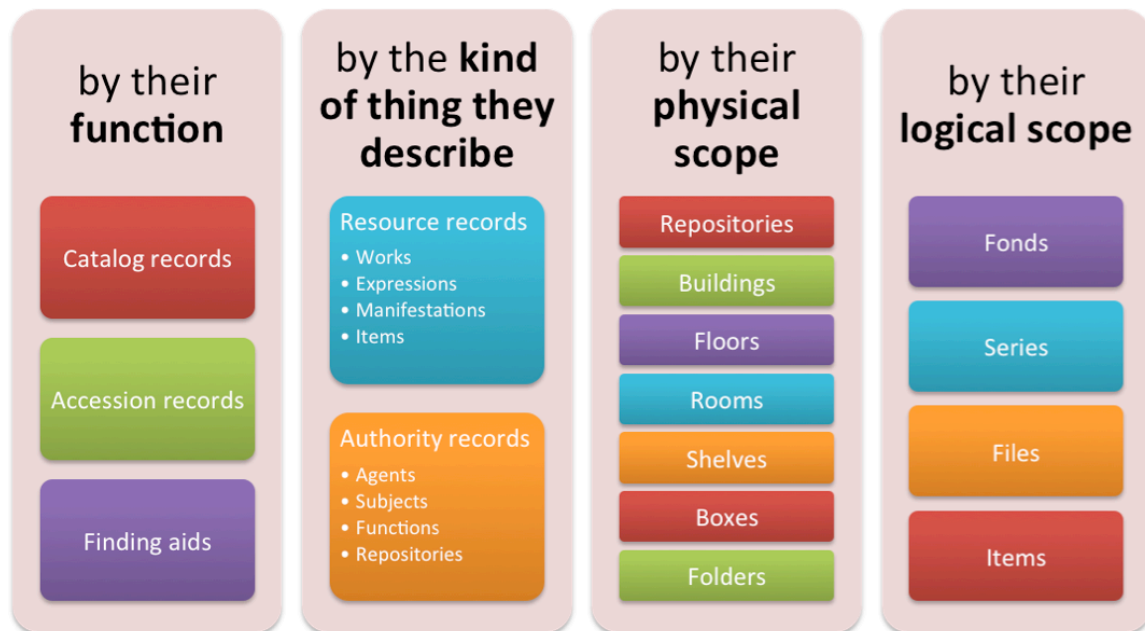 by their
function
Catalog records
Accession records
Finding aids
by the kind
of thing they
describe
Resource records
• Works
• Expressions
• Manifestations
• Items
Authority records
• Agents
• Subjects
• Functions
• Repositories
by their
physical
scope
Repositories
Buildings
Floors
Rooms
Shelves
Boxes
Folders
by their
logical scope
Fonds
Series
Files
Items